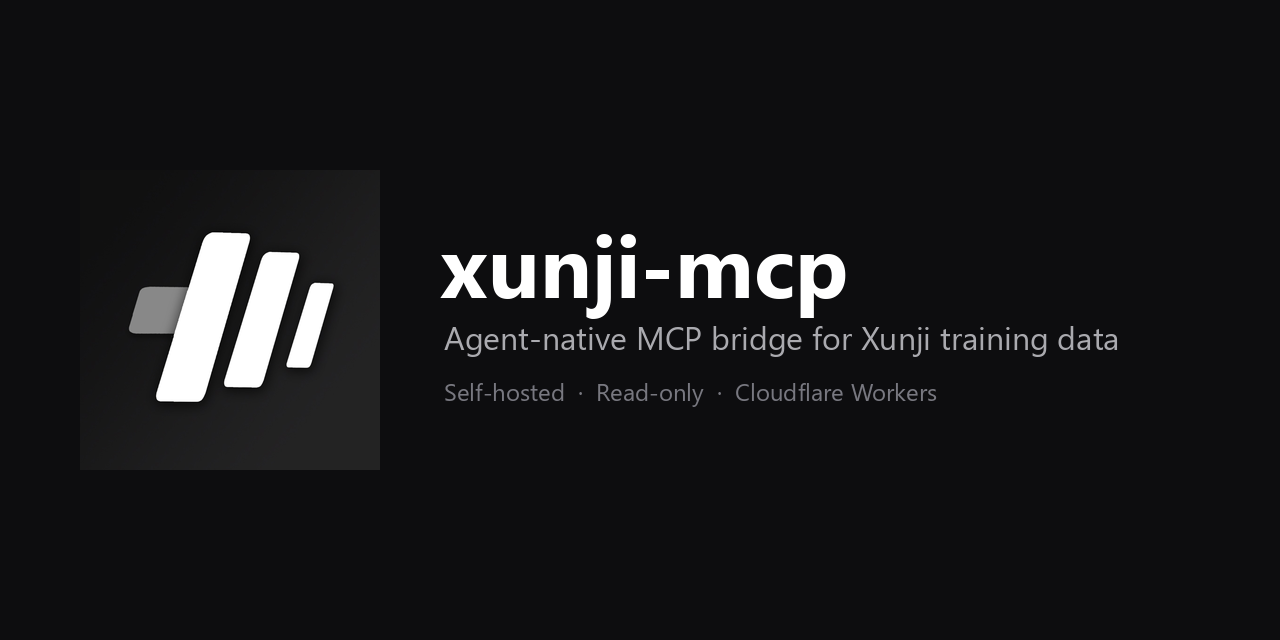 xunji-mcp
Agent-native MCP bridge for Xunji training data
Self-hosted · Read-only · Cloudflare Workers